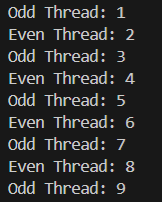 Odd Thread: 1
Even Thread: 2
Odd Thread: 3
Even Thread: 4
Odd Thread: 5
Even Thread: 6
Odd Thread: 7
Even Thread: 8
Odd Thread: 9